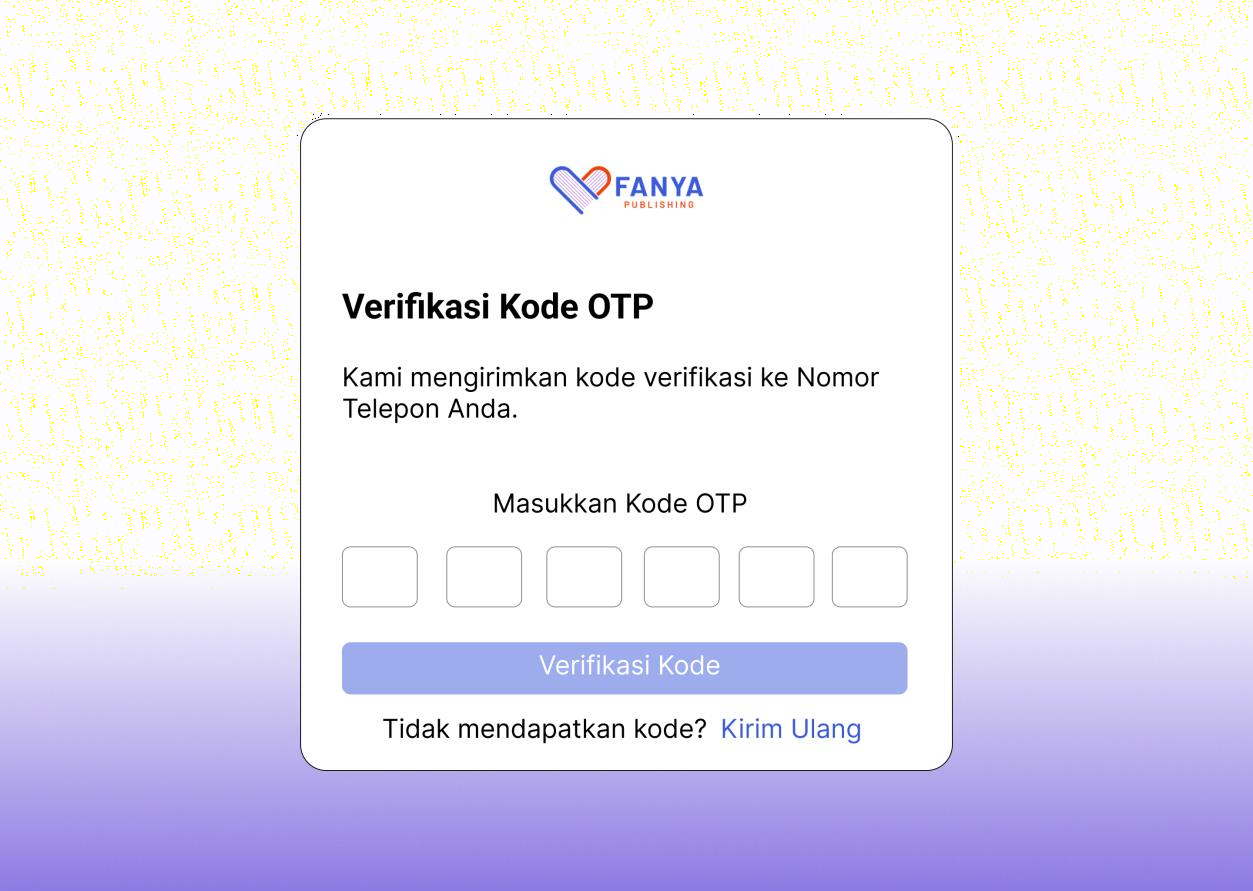 FANYA
PUBLISHING
Verifikasi Kode OTP
Kami mengirimkan kode verifikasi ke Nomor
Telepon Anda.
Masukkan Kode OTP
Verifikasi Kode
Tidak mendapatkan kode? Kirim Ulang